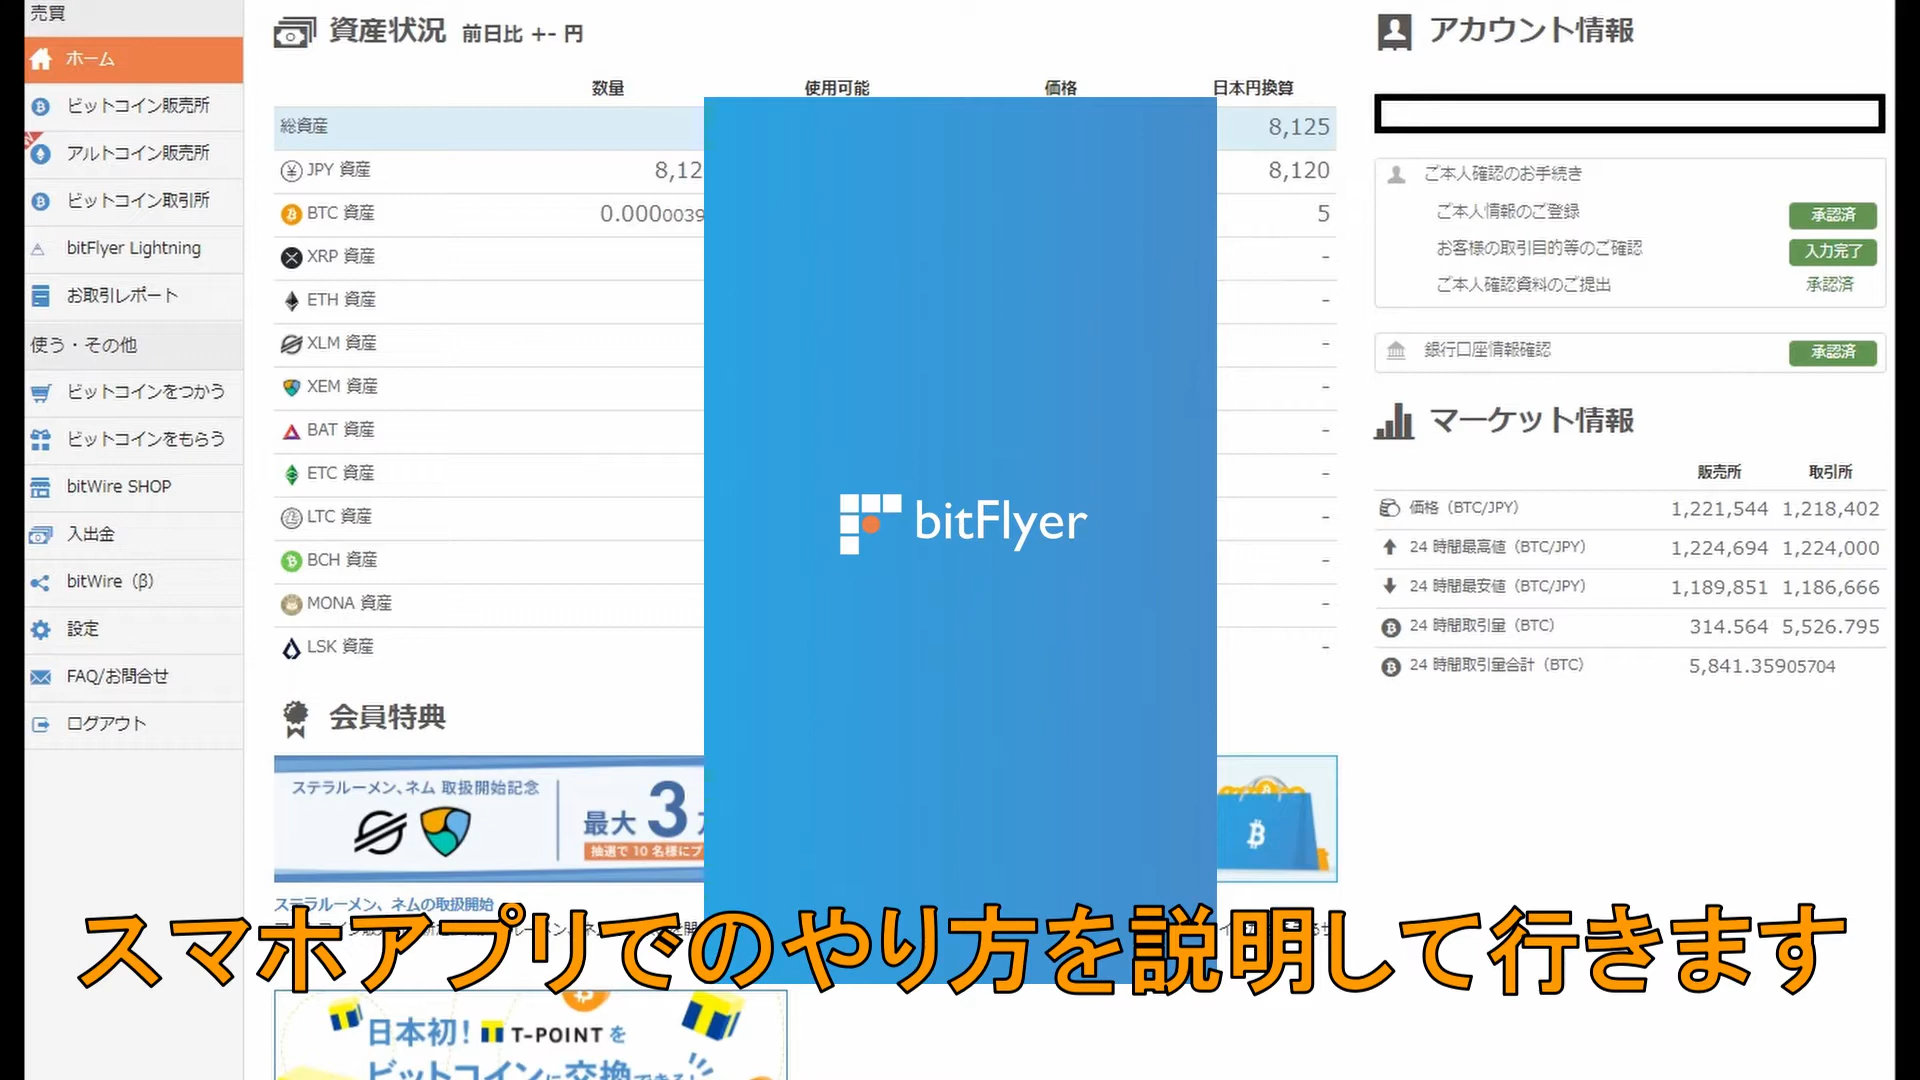 売買
ホーム
ビットコイン販売所
アルトコイン販売所
ビットコイン取引所
bitFlyer Lightning
お取引レポート
使う・その他
ビットコインをつかう
ビットコインをもらう
bitWire SHOP
入出金
bitWire (β)
設定
FAQ/お問合せ
ログアウト
資産状況 前日比 +- 円
数量 使用可能 価格 日本円換算
総資産 8,125
JPY 資産 8,12 8,120
BTC 資産 0.0000039 5
XRP 資産 -
ETH 資産 -
XLM 資産 -
XEM 資産 -
BAT 資産 -
ETC 資産 -
LTC 資産 -
BCH 資産 -
MONA 資産 -
LSK 資産 -
bitFlyer
会員特典
ステラルーメン、ネム 取扱開始記念
最大 3
抽選で 10 名様に
ステラルーメン、ネムの取扱開始
スマホアプリでのやり方を説明して行きます
日本初! T-POINT を
ビットコインに交換できる!
アカウント情報
ご本人確認のお手続き
ご本人情報のご登録 承認済
お客様の取引目的等のご確認 入力完了
ご本人確認資料のご提出 承認済
銀行口座情報確認 承認済
マーケット情報
販売所 取引所
価格 (BTC/JPY) 1,221,544 1,218,402
24 時間最高値 (BTC/JPY) 1,224,694 1,224,000
24 時間最安値 (BTC/JPY) 1,189,851 1,186,666
24 時間取引量 (BTC) 314.564 5,526.795
24 時間取引量合計 (BTC) 5,841.35905704